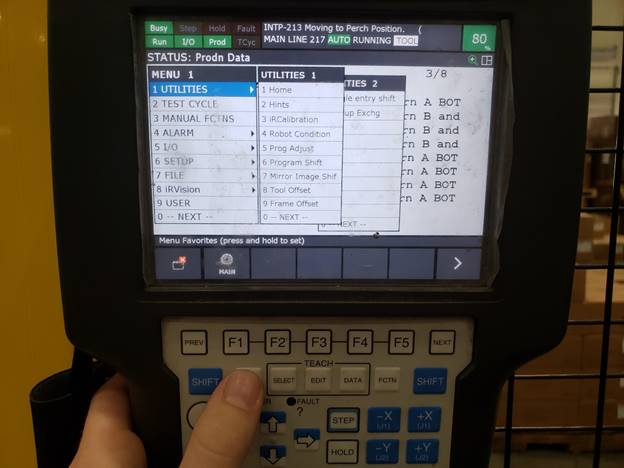 Busy Step Hold Fault
Run I/O Prod TCyc
INTP-213 Moving to Perch Position. (
MAIN LINE 217 AUTO RUNNING TOOL
80
%
STATUS: Prodn Data
MENU 1
1 UTILITIES
2 TEST CYCLE
3 MANUAL FCTNS
4 ALARM
5 I/O
6 SETUP
7 FILE
8 iRVision
9 USER
0 -- NEXT --
UTILITIES 1
1 Home
2 Hints
3 iRCalibration
4 Robot Condition
5 Prog Adjust
6 Program Shift
7 Mirror Image Shif
8 Tool Offset
9 Frame Offset
0 -- NEXT --
TIES 2
le entry shift
up Exchg
-- NEXT --
3/8
rn A BOT
rn B and
rn B and
rn B and
rn A BOT
rn A BOT
rn A BOT
rn A BOT
Menu Favorites (press and hold to set)
MAIN
PREV F1 F2 F3 F4 F5 NEXT
TEACH
SHIFT SELECT EDIT DATA FCTN SHIFT
FAULT
?
STEP -X (J1) +X (J1)
HOLD -Y (J2) +Y (J2)